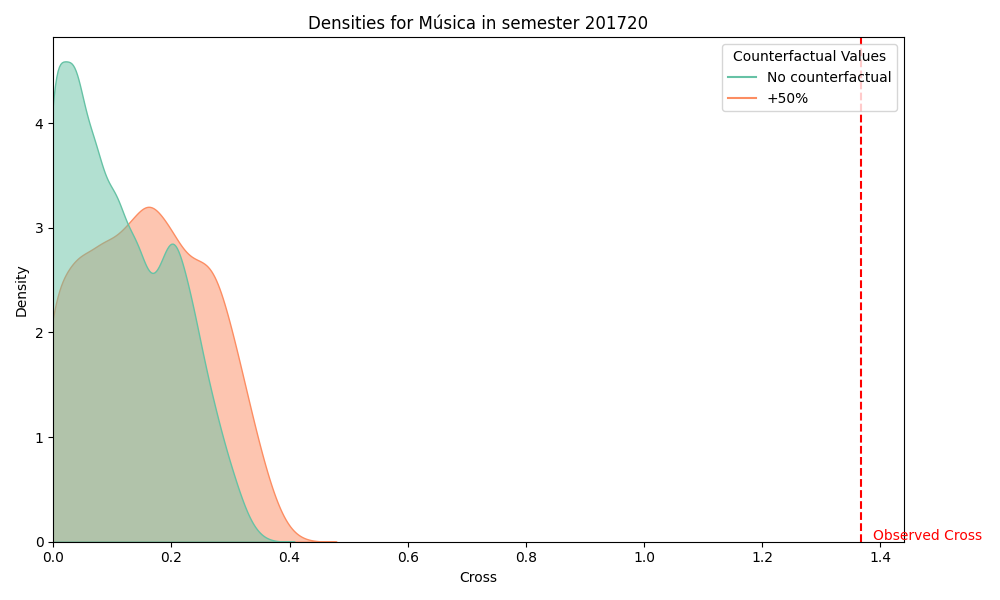 Densities for Música in semester 201720
Counterfactual Values
No counterfactual
+50%
Density
4
3
2
1
0
0.0
0.2
0.4
0.6
0.8
1.0
1.2
1.4
Observed Cross
Cross